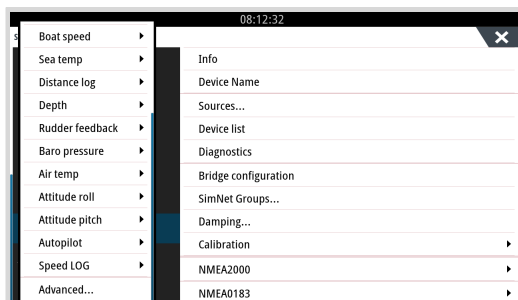 08:12:32
s
Boat speed
Sea temp
Distance log
Depth
Rudder feedback
Baro pressure
Air temp
Attitude roll
Attitude pitch
Autopilot
Speed LOG
Advanced...
Info
Device Name
Sources...
Device list
Diagnostics
Bridge configuration
SimNet Groups...
Damping...
Calibration
NMEA2000
NMEA0183